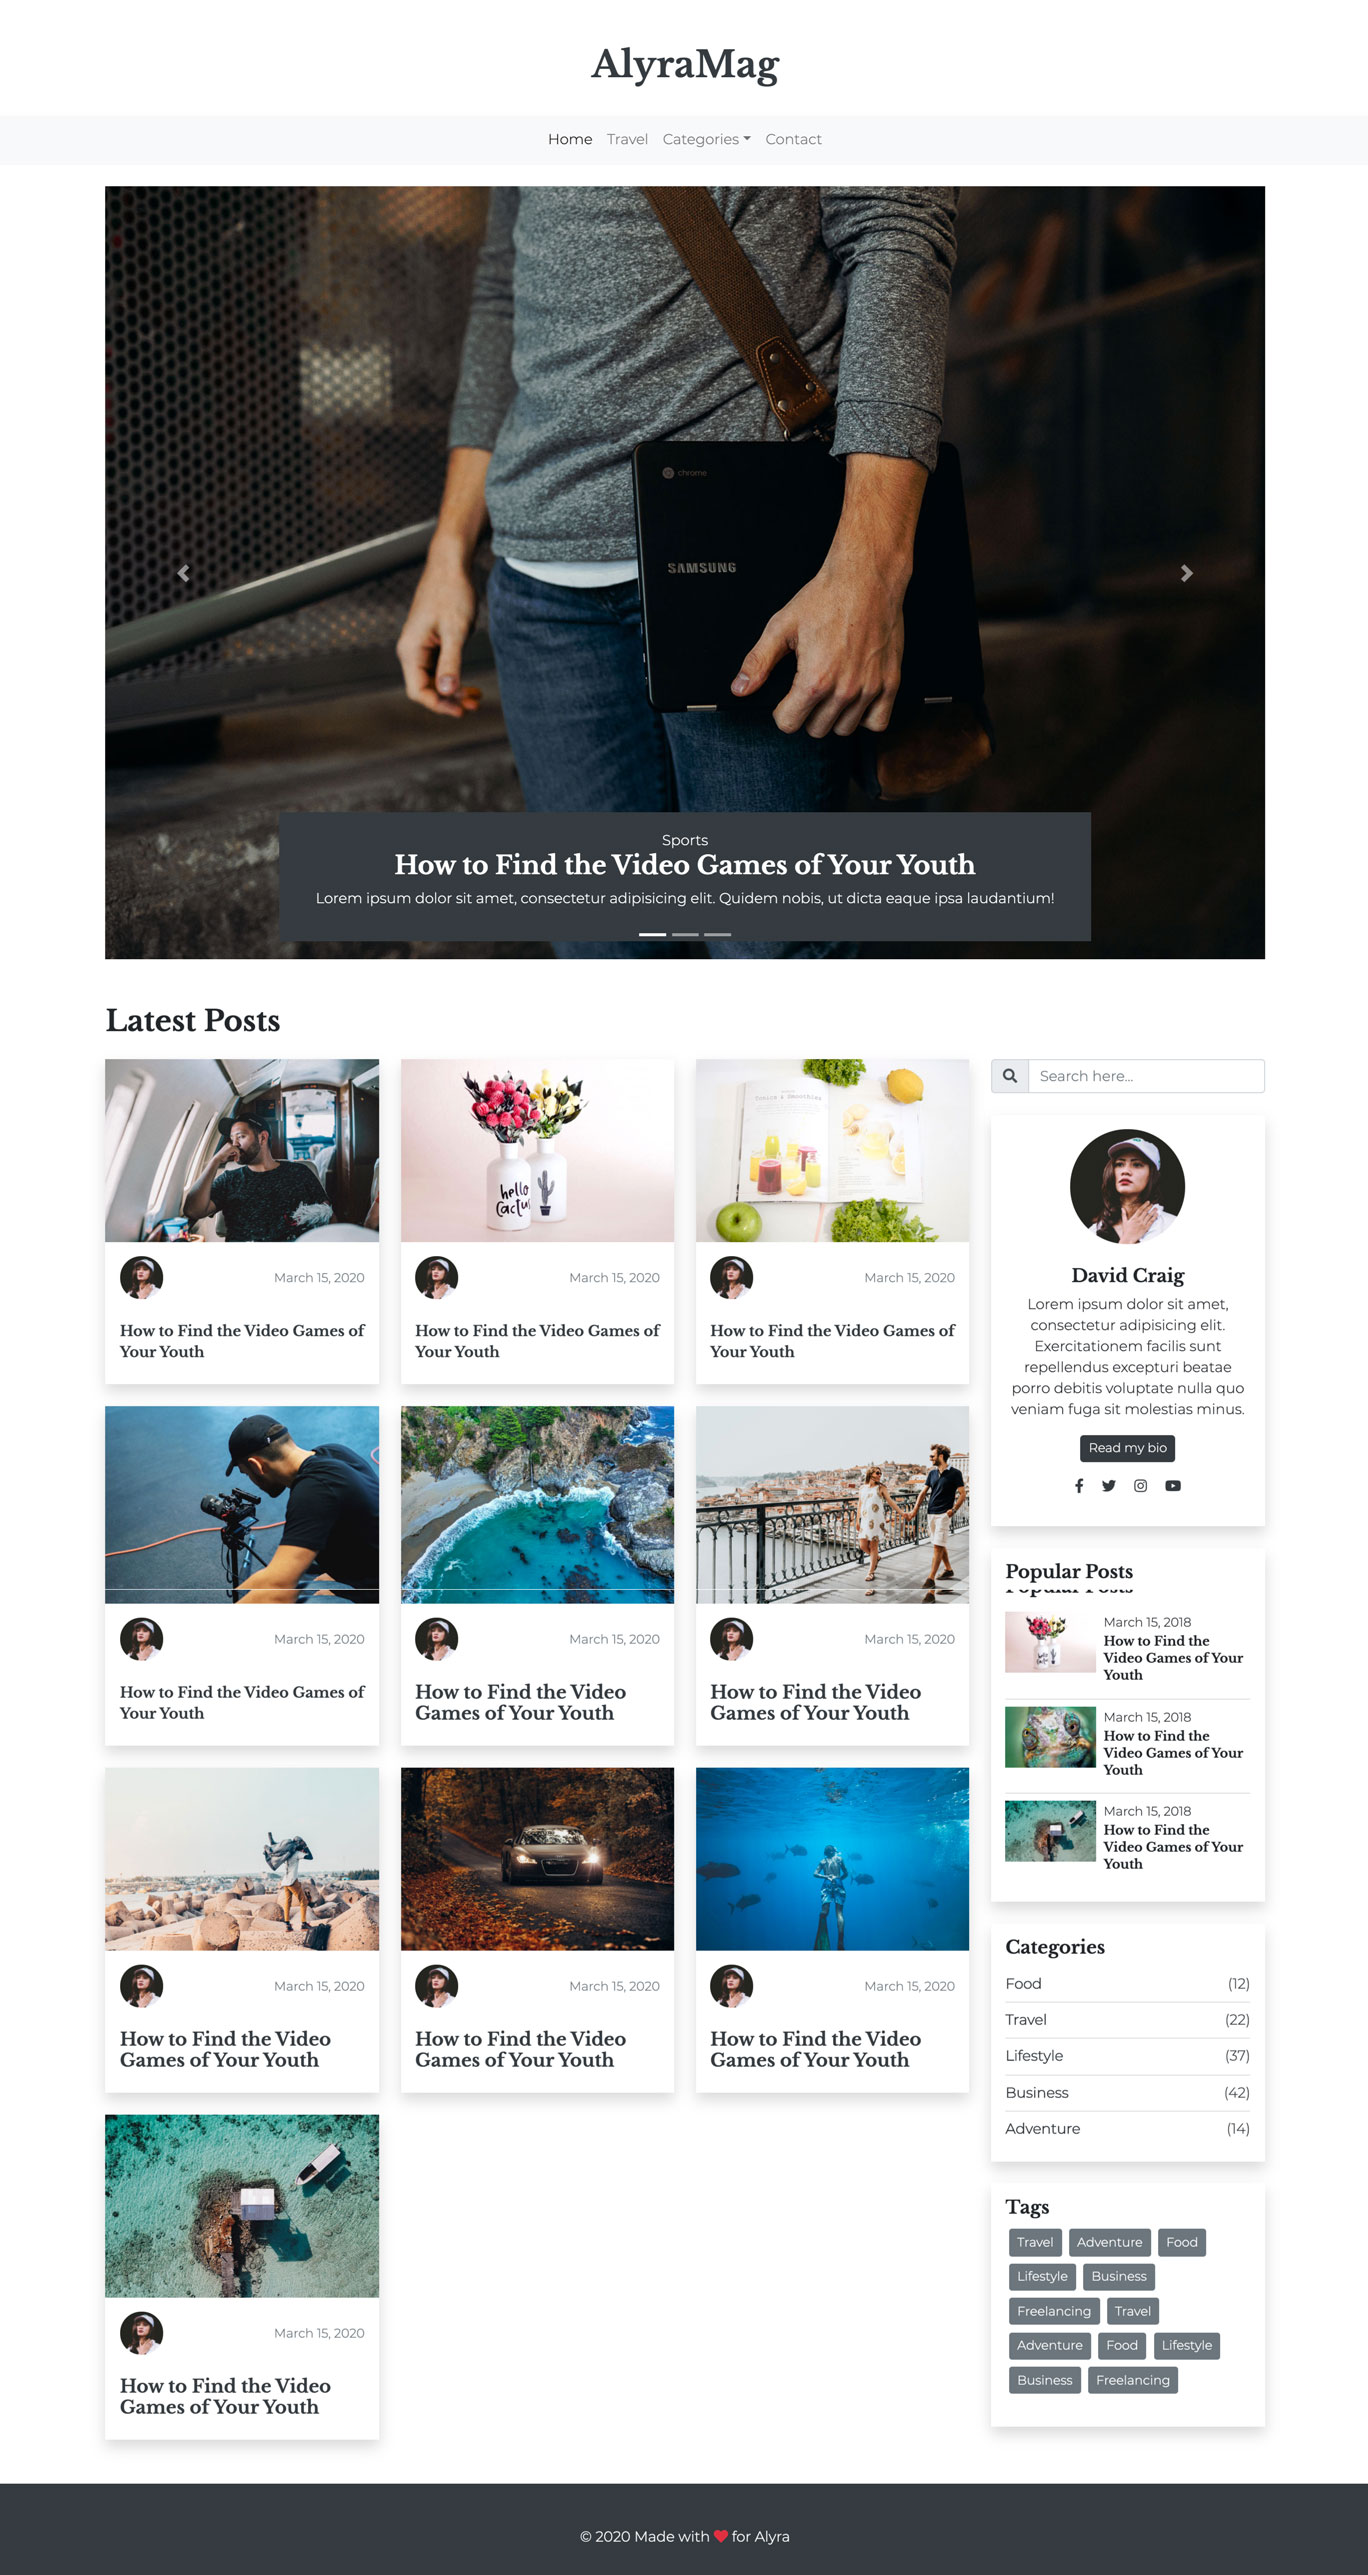 AlyraMag
Home Travel Categories Contact
chrome
SAMSUNG
Sports
How to Find the Video Games of Your Youth
Lorem ipsum dolor sit amet, consectetur adipisicing elit. Quidem nobis, ut dicta eaque ipsa laudantium!
Latest Posts
hello
Cactus
Tonics & Smoothies
March 15, 2020
How to Find the Video Games of
Your Youth
March 15, 2020
How to Find the Video Games of
Your Youth
March 15, 2020
How to Find the Video Games of
Your Youth
March 15, 2020
How to Find the Video Games of
Your Youth
March 15, 2020
How to Find the Video
Games of Your Youth
March 15, 2020
How to Find the Video
Games of Your Youth
March 15, 2020
How to Find the Video
Games of Your Youth
March 15, 2020
How to Find the Video
Games of Your Youth
March 15, 2020
How to Find the Video
Games of Your Youth
March 15, 2020
How to Find the Video
Games of Your Youth
Search here...
David Craig
Lorem ipsum dolor sit amet,
consectetur adipisicing elit.
Exercitationem facilis sunt
repellendus excepturi beatae
porro debitis voluptate nulla quo
veniam fuga sit molestias minus.
Read my bio
Popular Posts
Popular Posts
March 15, 2018
How to Find the
Video Games of Your
Youth
March 15, 2018
How to Find the
Video Games of Your
Youth
March 15, 2018
How to Find the
Video Games of Your
Youth
Categories
Food (12)
Travel (22)
Lifestyle (37)
Business (42)
Adventure (14)
Tags
Travel Adventure Food
Lifestyle Business
Freelancing Travel
Adventure Food Lifestyle
Business Freelancing
© 2020 Made with ❤ for Alyra